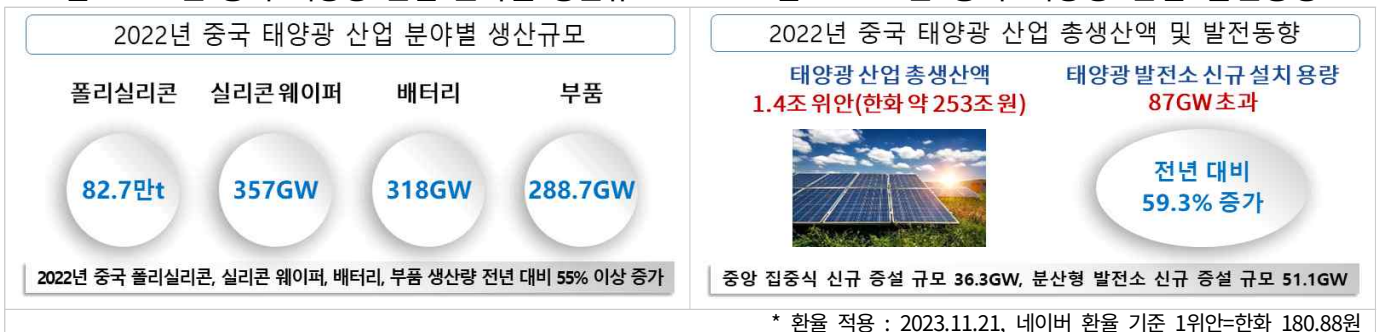 2022년 중국 태양광 산업 분야별 생산규모
폴리실리콘 실리콘 웨이퍼 배터리 부품
82.7만t 357GW 318GW 288.7GW
2022년 중국 폴리실리콘, 실리콘 웨이퍼, 배터리, 부품 생산량 전년 대비 55% 이상 증가
2022년 중국 태양광 산업 총생산액 및 발전동향
태양광 산업 총생산액
1.4조 위안(한화 약 253조 원)
태양광 발전소 신규 설치 용량
87GW 초과
전년 대비
59.3% 증가
중앙 집중식 신규 증설 규모 36.3GW, 분산형 발전소 신규 증설 규모 51.1GW
* 환율 적용 : 2023.11.21, 네이버 환율 기준 1위안=한화 180.88원